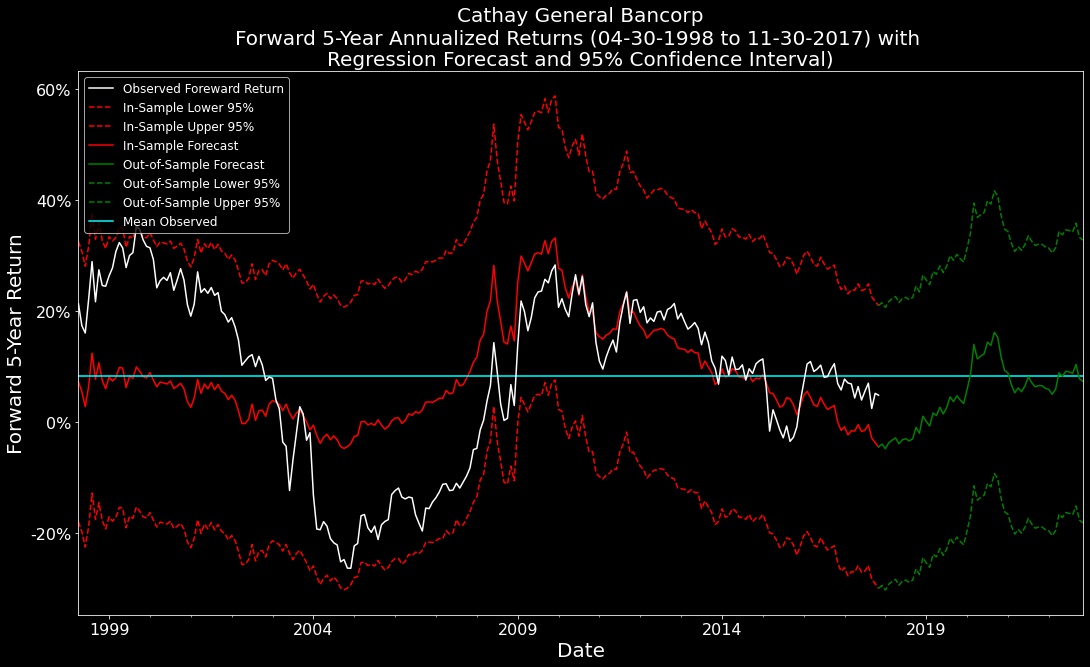 Cathay General Bancorp
Forward 5-Year Annualized Returns (04-30-1998 to 11-30-2017) with
Regression Forecast and 95% Confidence Interval)
Observed Foreward Return
In-Sample Lower 95%
In-Sample Upper 95%
In-Sample Forecast
Out-of-Sample Forecast
Out-of-Sample Lower 95%
Out-of-Sample Upper 95%
Mean Observed
Forward 5-Year Return
60%
40%
20%
0%
-20%
1999
2004
2009
2014
2019
Date